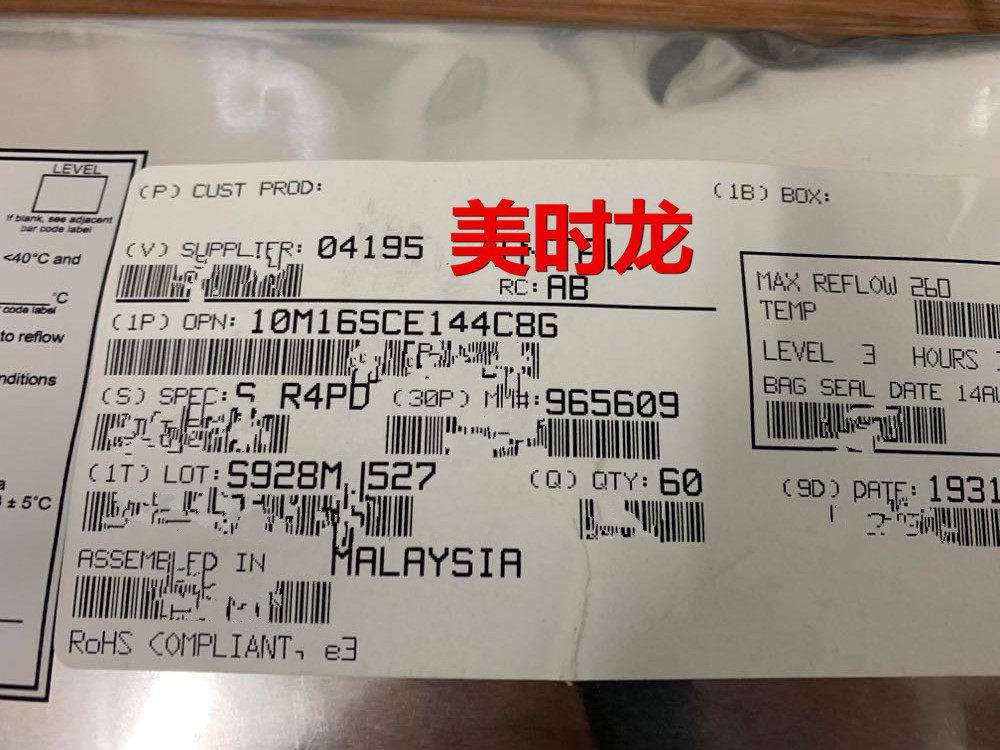 LEVEL
If blank, see adjacent
bar code label
<40°C and
°C
code label
to reflow
nditions
a
± 5°C
(P) CUST PROD:
(1B) BOX:
(V) SUPPLIER: 04195
美时龙
RC: AB
(1P) OPN: 10M16SCE144C8G
(S) SPEC: S R4PD
(30P) MM#: 965609
(1T) LOT:
(Q) QTY: 60
(9D) DATE: 1931
ASSEMBLED IN MALAYSIA
RoHS COMPLIANT, e3
MAX REFLOW 260
TEMP
LEVEL 3 HOURS
BAG SEAL DATE 14AU